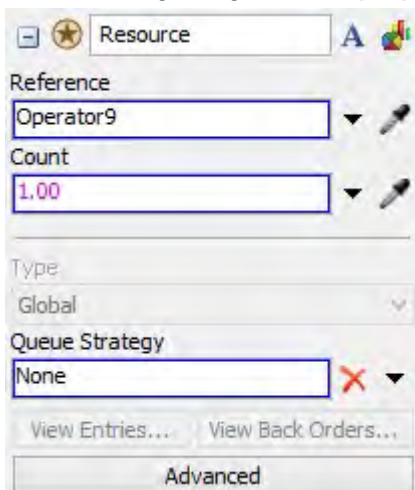 Resource A
Reference
Operator9
Count
1.00
Type
Global
Queue Strategy
None
View Entries... View Back Orders...
Advanced